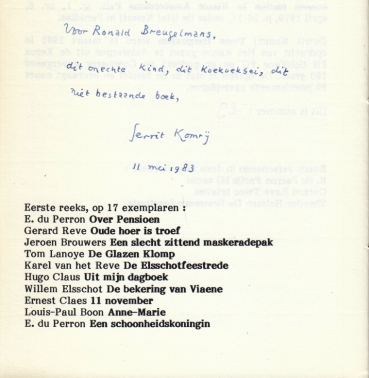 Voor Ronald Breugelmans,
dit onechte kind, dit koekoeksei, dit
niet bestaande boek,
Gerrit Komrij
11 mei 1983
Eerste reeks, op 17 exemplaren :
E. du Perron Over Pensioen
Gerard Reve Oude hoer is troef
Jeroen Brouwers Een slecht zittend maskeradepak
Tom Lanoye De Glazen Klomp
Karel van het Reve De Elsschotfeestrede
Hugo Claus Uit mijn dagboek
Willem Elsschot De bekering van Viaene
Ernest Claes 11 november
Louis-Paul Boon Anne-Marie
E. du Perron Een schoonheidskoningin